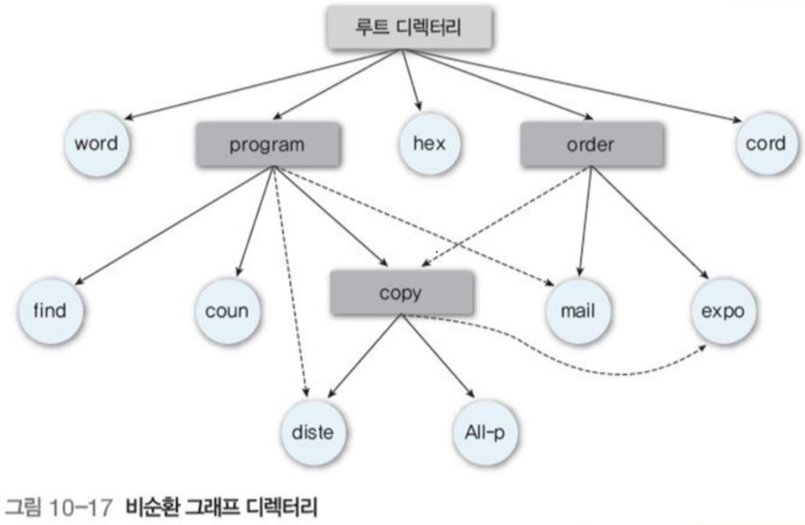 루트 디렉터리
word
program
hex
order
cord
find
coun
copy
mail
expo
diste
All-p
그림 10-17 비순환 그래프 디렉터리